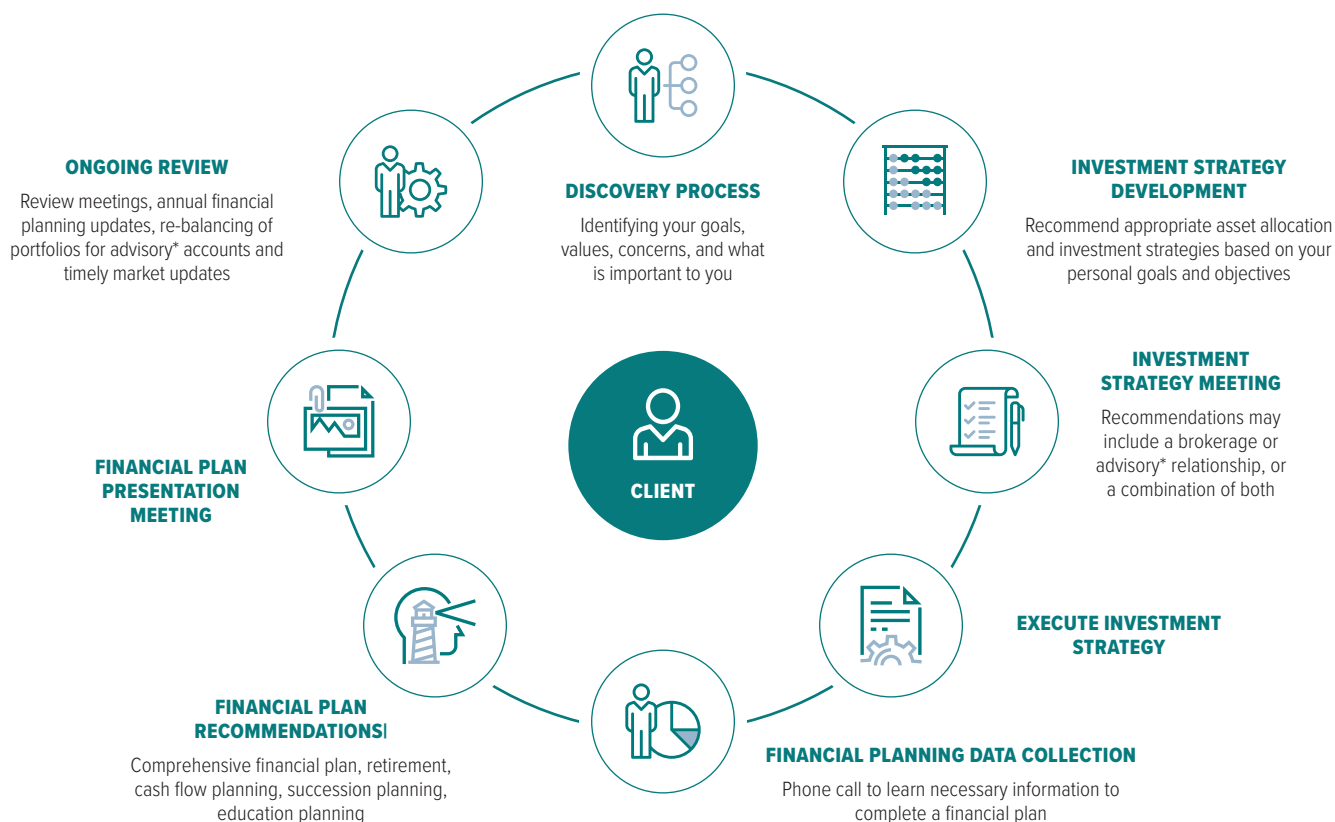 DISCOVERY PROCESS
Identifying your goals,
values, concerns, and what
is important to you
INVESTMENT STRATEGY
DEVELOPMENT
Recommend appropriate asset allocation
and investment strategies based on your
personal goals and objectives
INVESTMENT
STRATEGY MEETING
Recommendations may
include a brokerage or
advisory* relationship, or
a combination of both
EXECUTE INVESTMENT
STRATEGY
FINANCIAL PLANNING DATA COLLECTION
Phone call to learn necessary information to
complete a financial plan
FINANCIAL PLAN
RECOMMENDATIONS|
Comprehensive financial plan, retirement,
cash flow planning, succession planning,
education planning
FINANCIAL PLAN
PRESENTATION
MEETING
ONGOING REVIEW
Review meetings, annual financial
planning updates, re-balancing of
portfolios for advisory* accounts and
timely market updates
CLIENT